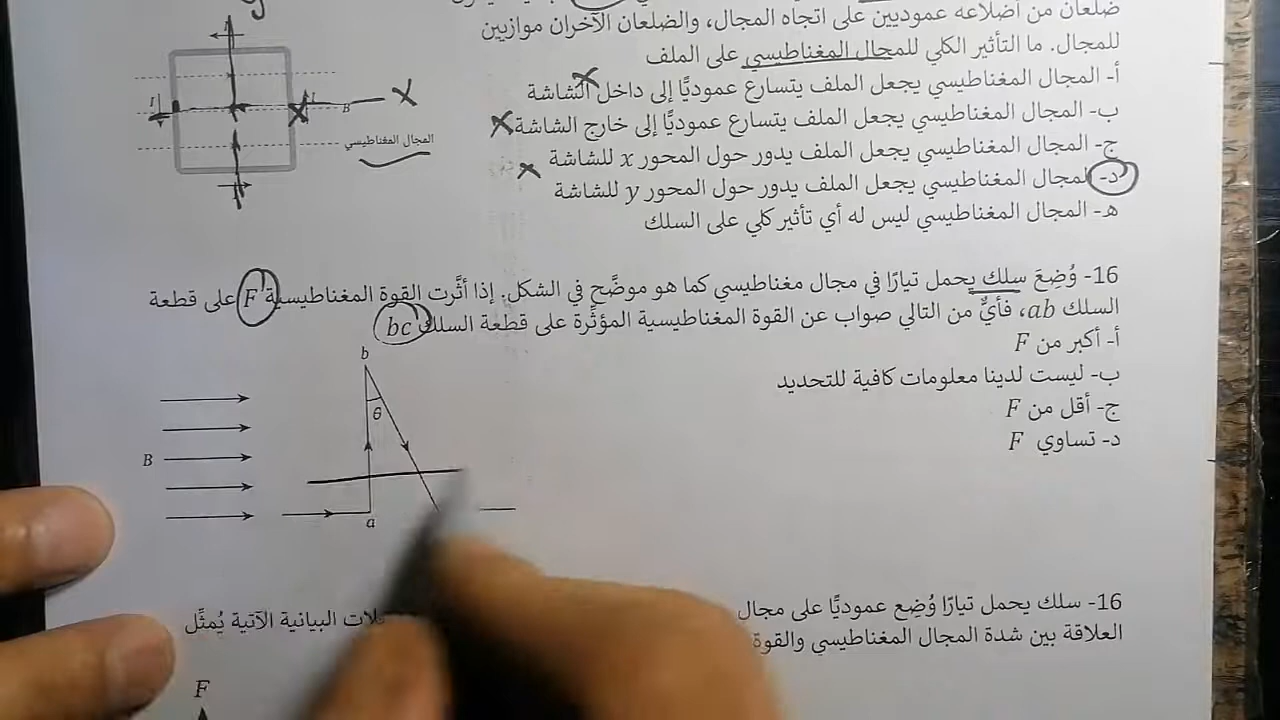 ضلعان من أضلاعه عموديين على اتجاه المجال، والضلعان الآخران موازيين
للمجال. ما التأثير الكلي للمجال المغناطيسي على الملف
أ- المجال المغناطيسي يجعل الملف يتسارع عموديًا إلى داخل الشاشة
ب- المجال المغناطيسي يجعل الملف يتسارع عموديًا إلى خارج الشاشة
ج- المجال المغناطيسي يجعل الملف يدور حول المحور x للشاشة
د- المجال المغناطيسي يجعل الملف يدور حول المحور y للشاشة
هـ- المجال المغناطيسي ليس له أي تأثير كلي على السلك
y
I
I
B
x
المجال المغناطيسي
16- وُضِعَ سلك يحمل تيارًا في مجال مغناطيسي كما هو موضَّح في الشكل. إذا أثَّرت القوة المغناطيسية F على قطعة
السلك ab، فأيٌّ من التالي صواب عن القوة المغناطيسية المؤثِّرة على قطعة السلك bc
أ- أكبر من F
ب- ليست لدينا معلومات كافية للتحديد
ج- أقل من F
د- تساوي F
b
θ
B
a
16- سلك يحمل تيارًا وُضِع عموديًا على مجال
البيانية الآتية يُمثِّل
العلاقة بين شدة المجال المغناطيسي والقوة
F